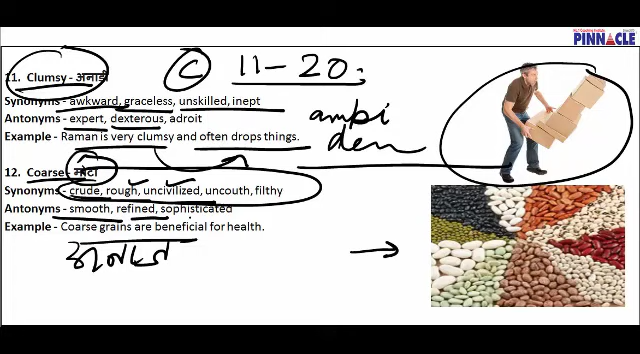 PINNACLE
11. Clumsy - अनाडी
C 11-20
Synonyms - awkward, graceless, unskilled, inept
Antonyms - expert, dexterous, adroit
ambi
Example - Raman is very clumsy and often drops things.
12. Coarse - मोटा
Synonyms - crude, rough, uncivilized, uncouth, filthy
Antonyms - smooth, refined, sophisticated
Example - Coarse grains are beneficial for health.